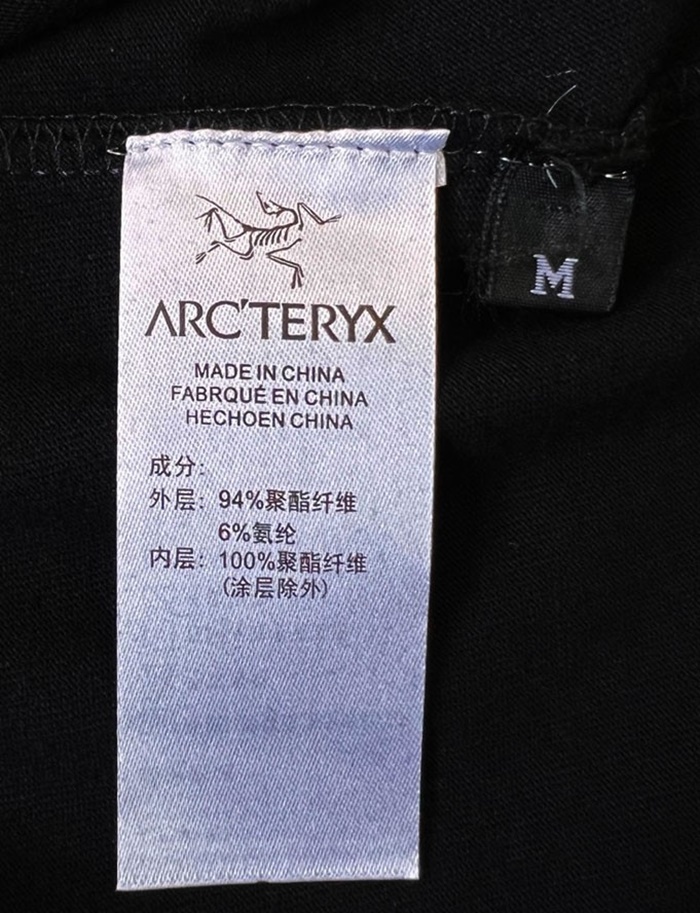 ARC'TERYX
MADE IN CHINA
FABRQUÉ EN CHINA
HECHOEN CHINA
成分:
外层: 94%聚酯纤维
6%氨纶
内层: 100%聚酯纤维
(涂层除外)
M